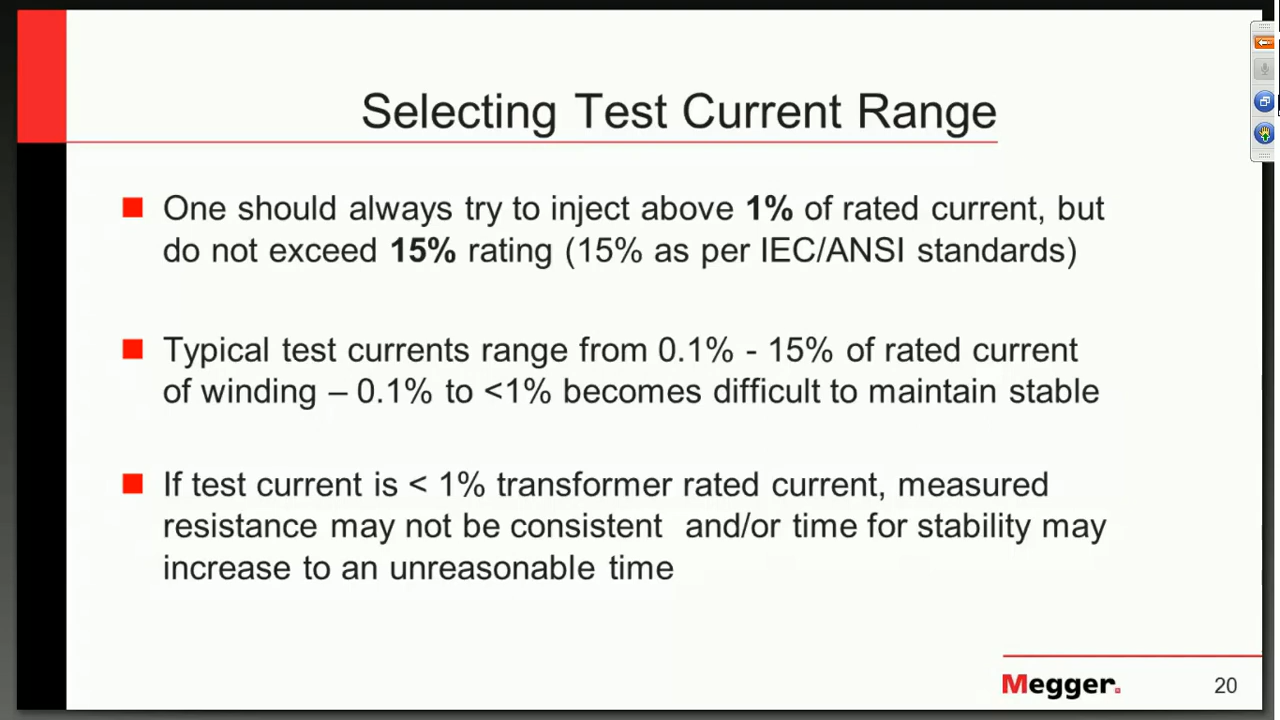 Selecting Test Current Range
One should always try to inject above 1% of rated current, but
do not exceed 15% rating (15% as per IEC/ANSI standards)
Typical test currents range from 0.1% - 15% of rated current
of winding – 0.1% to <1% becomes difficult to maintain stable
If test current is < 1% transformer rated current, measured
resistance may not be consistent  and/or time for stability may
increase to an unreasonable time
Megger.
20